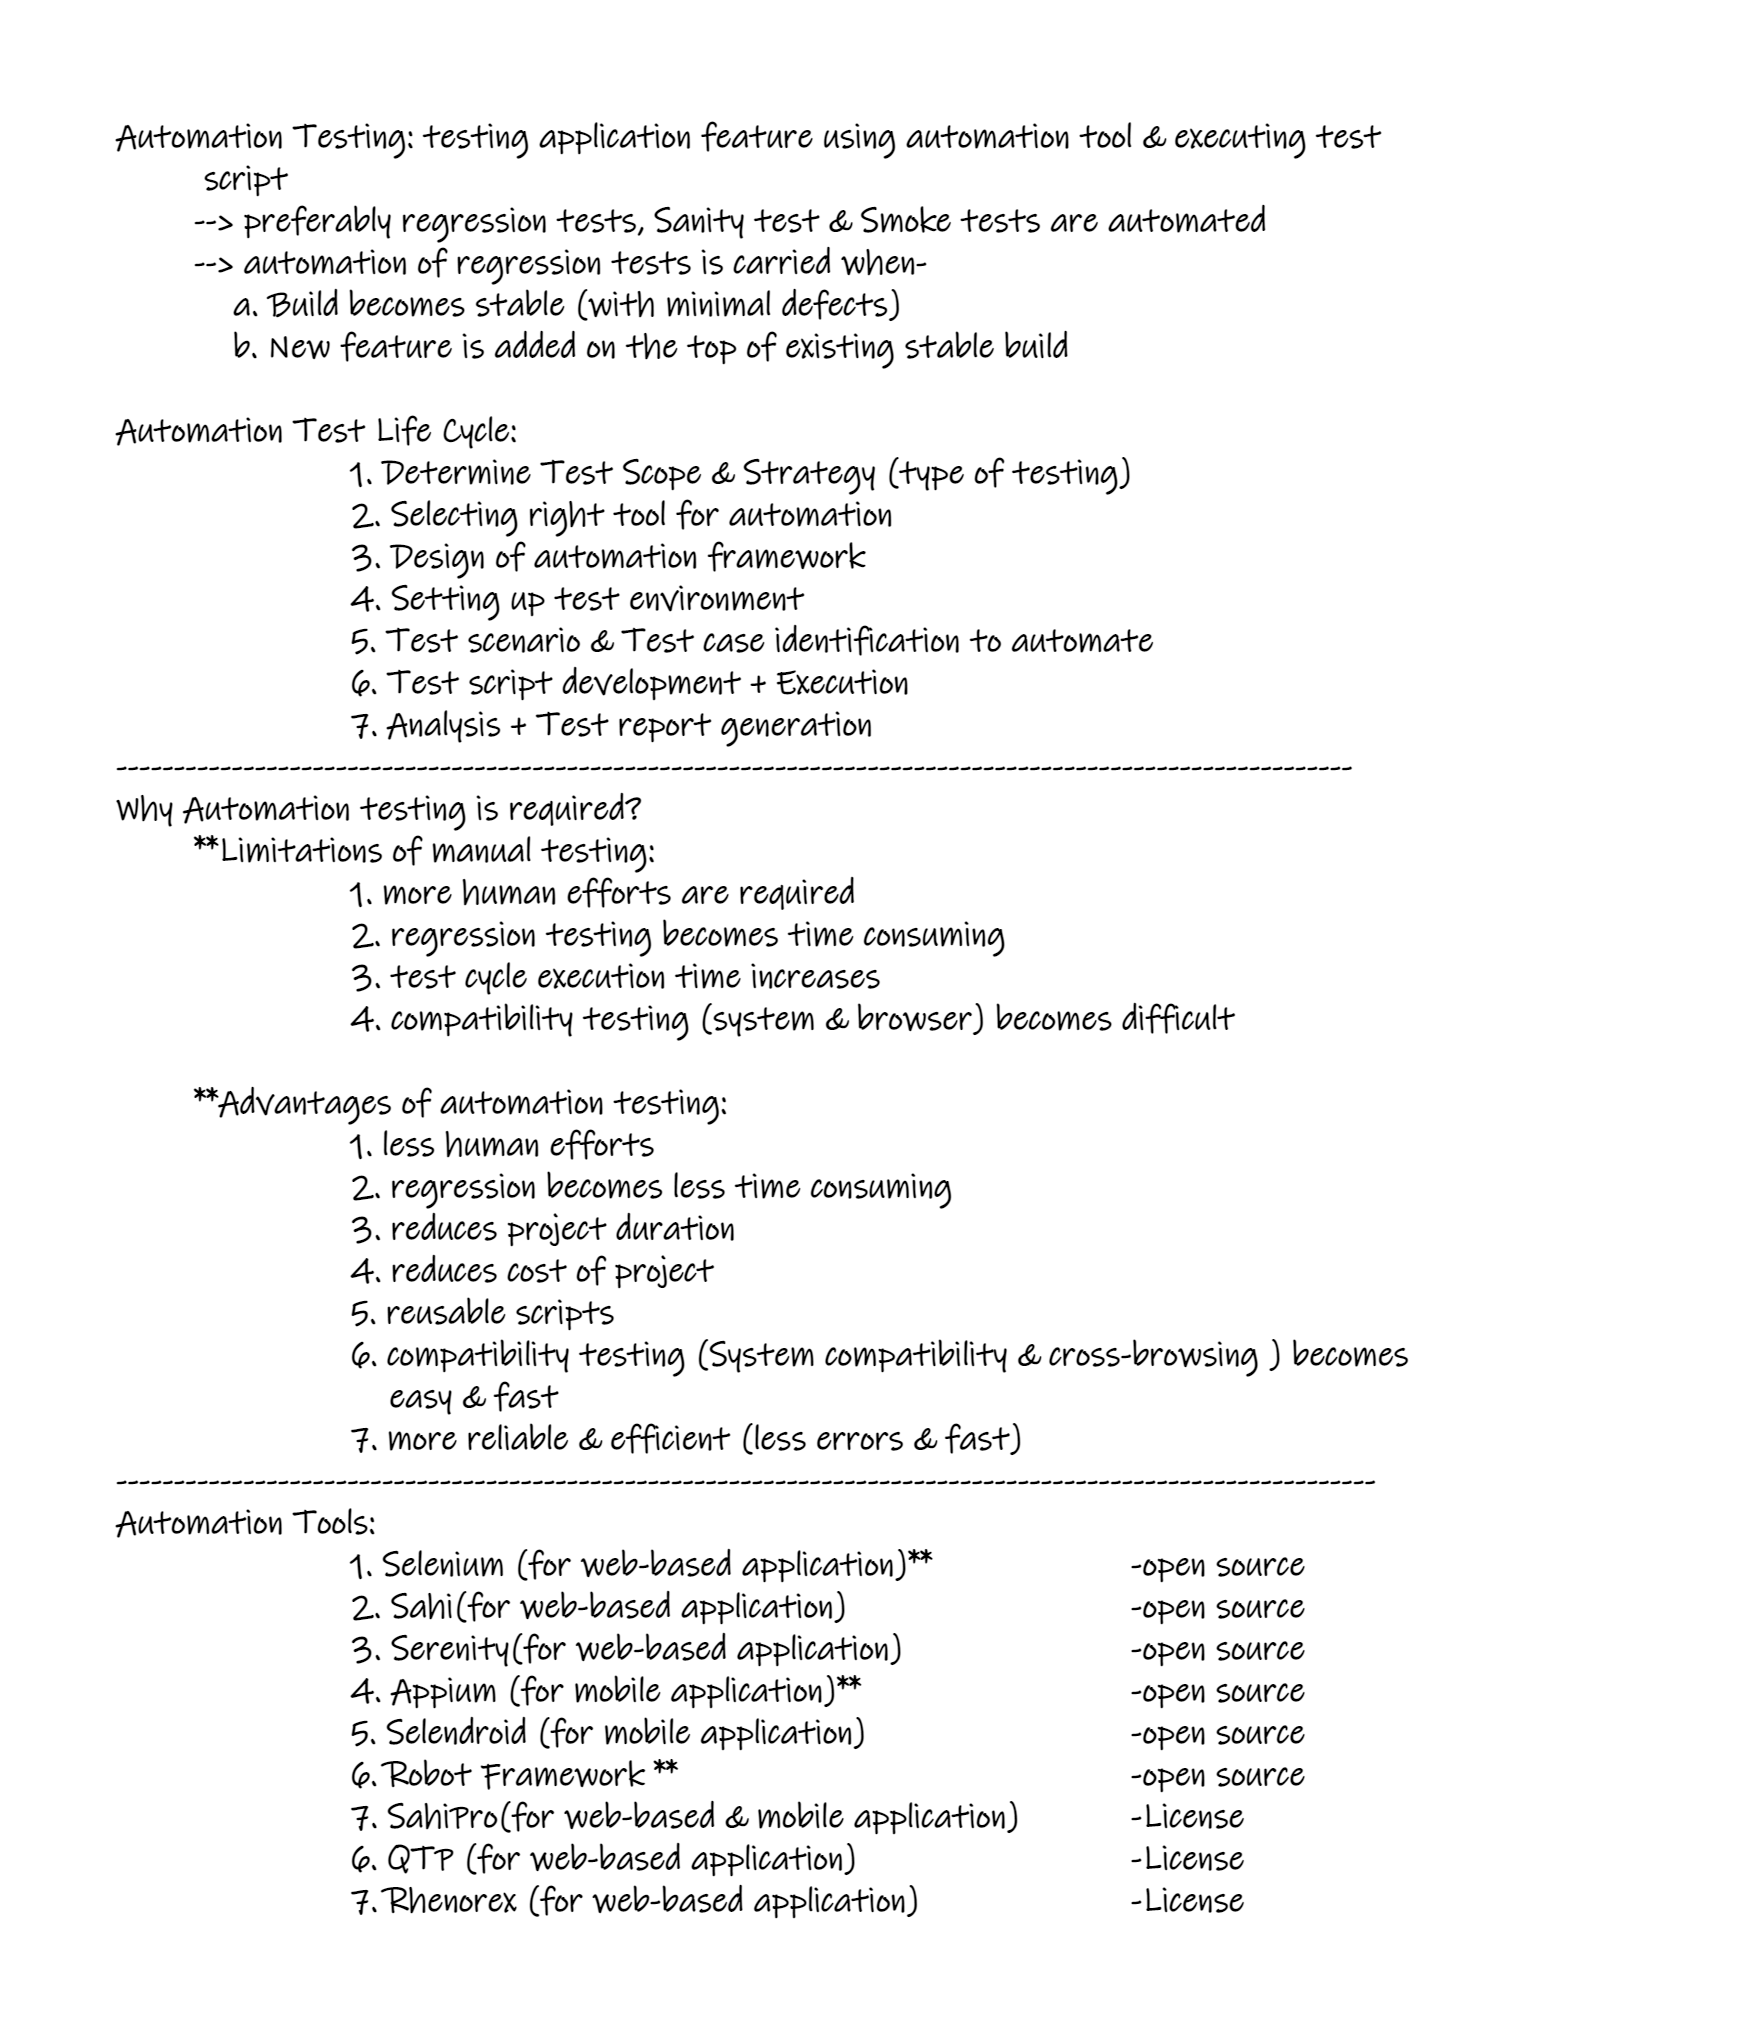 Automation Testing: testing application feature using automation tool & executing test
script
--> preferably regression tests, Sanity test & Smoke tests are automated
--> automation of regression tests is carried when-
a. Build becomes stable (with minimal defects)
b. New feature is added on the top of existing stable build
Automation Test Life Cycle:
1. Determine Test Scope & Strategy (type of testing)
2. Selecting right tool for automation
3. Design of automation framework
4. Setting up test environment
5. Test scenario & Test case identification to automate
6. Test script development + Execution
7. Analysis + Test report generation
-----------------------------------------------------------------------------------------------------------
Why Automation testing is required?
**Limitations of manual testing:
1. more human efforts are required
2. regression testing becomes time consuming
3. test cycle execution time increases
4. compatibility testing (system & browser) becomes difficult
**Advantages of automation testing:
1. less human efforts
2. regression becomes less time consuming
3. reduces project duration
4. reduces cost of project
5. reusable scripts
6. compatibility testing (System compatibility & cross-browsing ) becomes
easy & fast
7. more reliable & efficient (less errors & fast)
-------------------------------------------------------------------------------------------------------------
Automation Tools:
1. Selenium (for web-based application)** -open source
2. Sahi(for web-based application) -open source
3. Serenity(for web-based application) -open source
4. Appium (for mobile application)** -open source
5. Selendroid (for mobile application) -open source
6. Robot Framework ** -open source
7. SahiPro(for web-based & mobile application) -License
6. QTP (for web-based application) -License
7. Rhenorex (for web-based application) -License